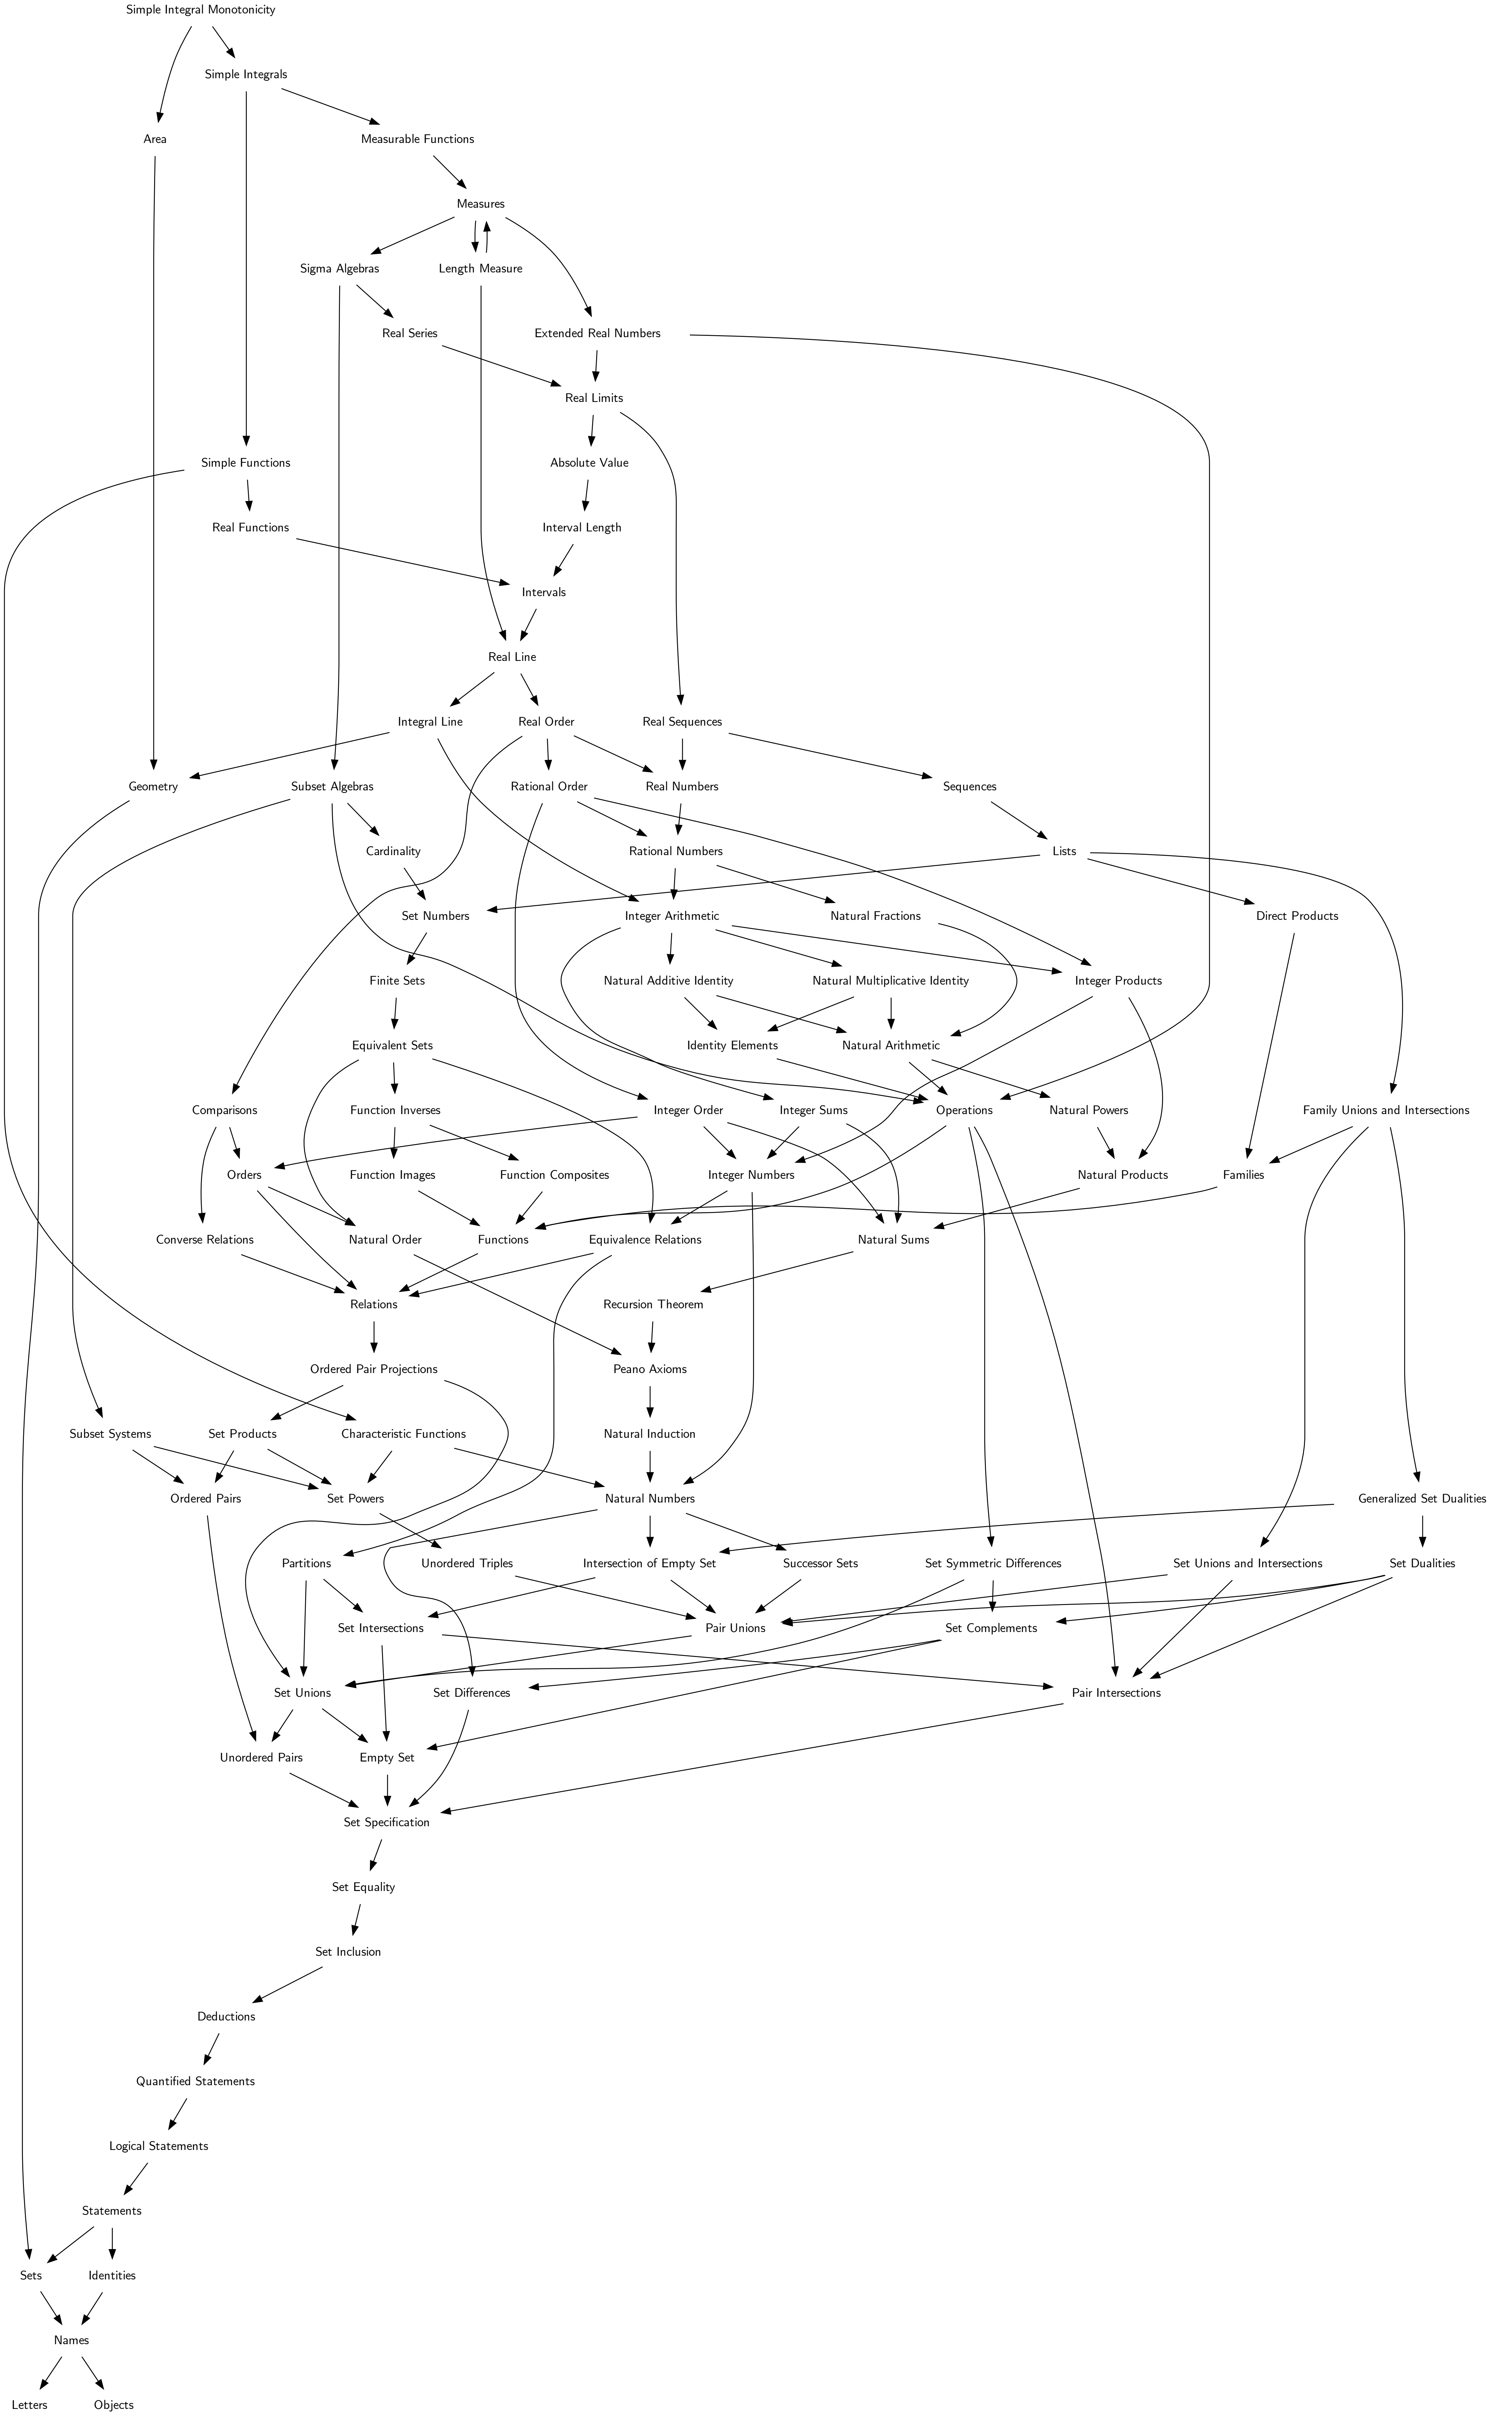 Simple Integral Monotonicity
Simple Integrals
Area
Measurable Functions
Measures
Sigma Algebras
Length Measure
Real Series
Extended Real Numbers
Real Limits
Simple Functions
Absolute Value
Real Functions
Interval Length
Intervals
Real Line
Integral Line
Real Order
Real Sequences
Geometry
Subset Algebras
Rational Order
Real Numbers
Sequences
Cardinality
Rational Numbers
Lists
Set Numbers
Integer Arithmetic
Natural Fractions
Direct Products
Finite Sets
Natural Additive Identity
Natural Multiplicative Identity
Integer Products
Equivalent Sets
Identity Elements
Natural Arithmetic
Comparisons
Function Inverses
Integer Order
Integer Sums
Operations
Natural Powers
Family Unions and Intersections
Orders
Function Images
Function Composites
Integer Numbers
Natural Products
Families
Converse Relations
Natural Order
Functions
Equivalence Relations
Natural Sums
Relations
Recursion Theorem
Ordered Pair Projections
Peano Axioms
Subset Systems
Set Products
Characteristic Functions
Natural Induction
Ordered Pairs
Set Powers
Natural Numbers
Generalized Set Dualities
Partitions
Unordered Triples
Intersection of Empty Set
Successor Sets
Set Symmetric Differences
Set Unions and Intersections
Set Dualities
Set Intersections
Pair Unions
Set Complements
Set Unions
Set Differences
Pair Intersections
Unordered Pairs
Empty Set
Set Specification
Set Equality
Set Inclusion
Deductions
Quantified Statements
Logical Statements
Statements
Sets
Identities
Names
Letters
Objects